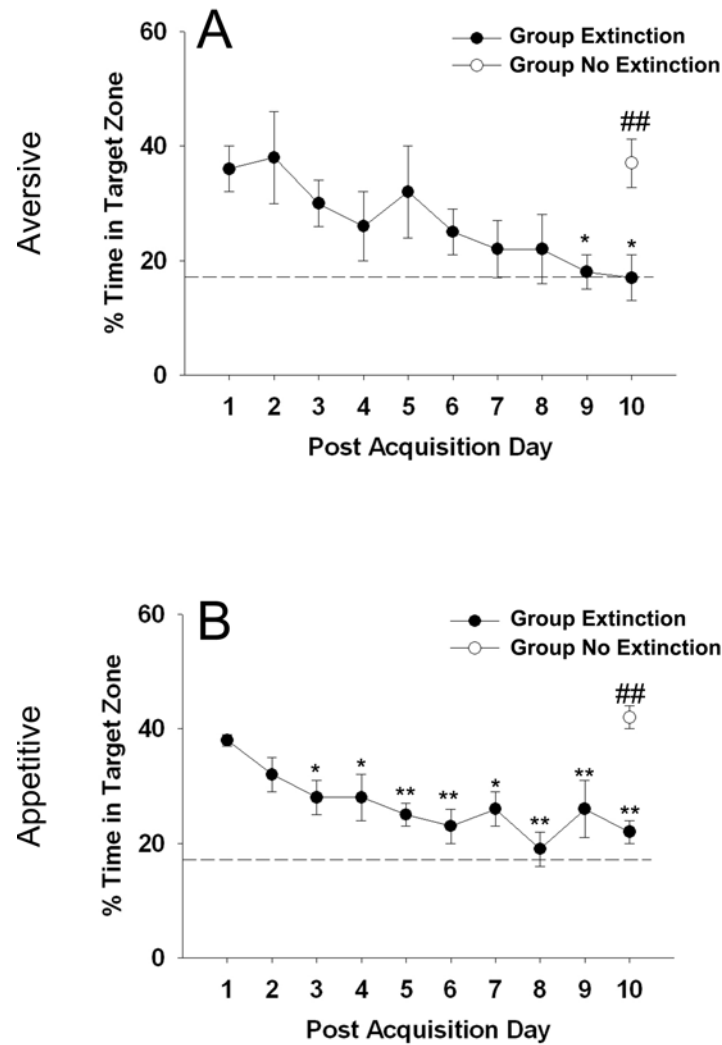 A
Group Extinction
Group No Extinction
Aversive
% Time in Target Zone
60
40
20
0
##
* *
1 2 3 4 5 6 7 8 9 10
Post Acquisition Day
B
Group Extinction
Group No Extinction
Appetitive
% Time in Target Zone
60
40
20
0
##
* * ** ** * ** ** **
1 2 3 4 5 6 7 8 9 10
Post Acquisition Day